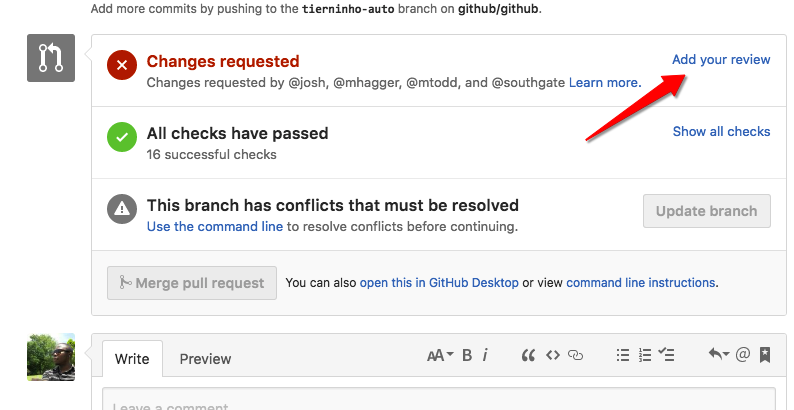 Add more commits by pushing to the tierninho-auto branch on github/github.
Changes requested
Add your review
Changes requested by @josh, @mhagger, @mtodd, and @southgate Learn more.
All checks have passed
Show all checks
16 successful checks
This branch has conflicts that must be resolved
Update branch
Use the command line to resolve conflicts before continuing.
Merge pull request
You can also open this in GitHub Desktop or view command line instructions.
Write
Preview
AA
B
i
Leave a comment